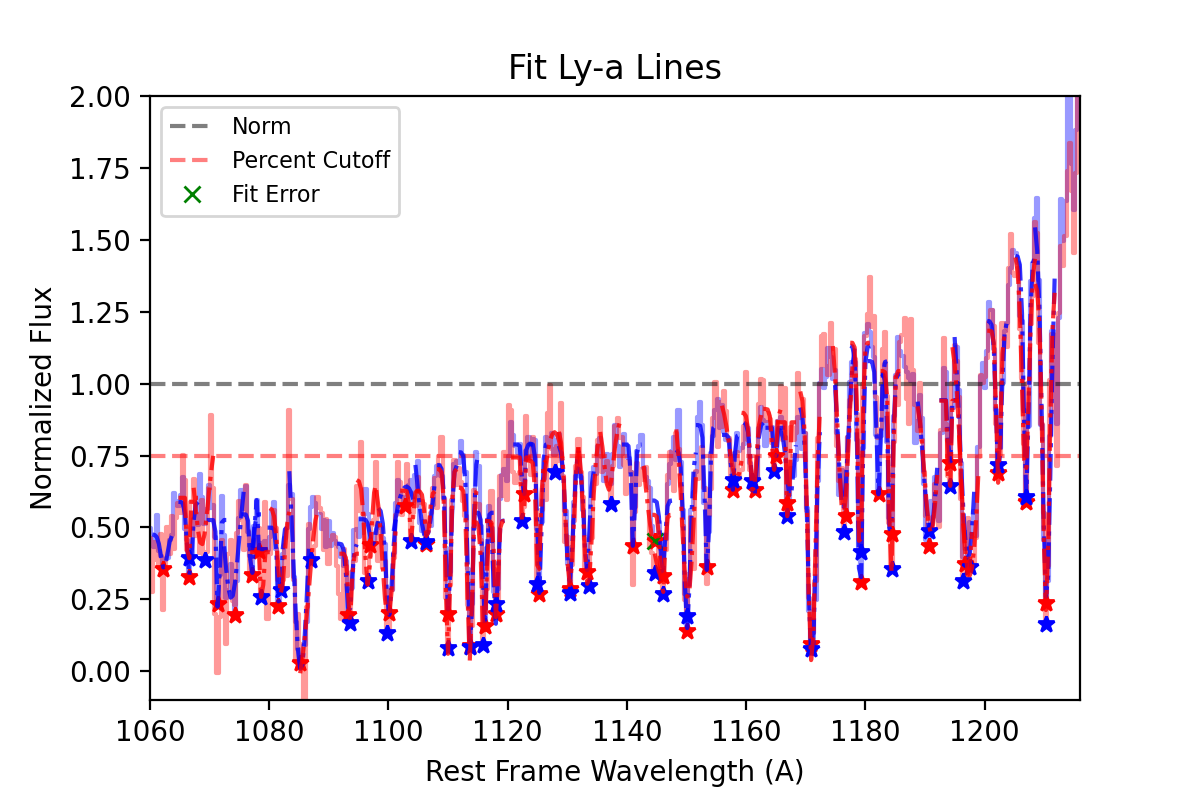 Fit Ly-a Lines
2.00
1.75
1.50
1.25
1.00
0.75
0.50
0.25
0.00
Normalized Flux
Norm
Percent Cutoff
Fit Error
1060 1080 1100 1120 1140 1160 1180 1200
Rest Frame Wavelength (A)